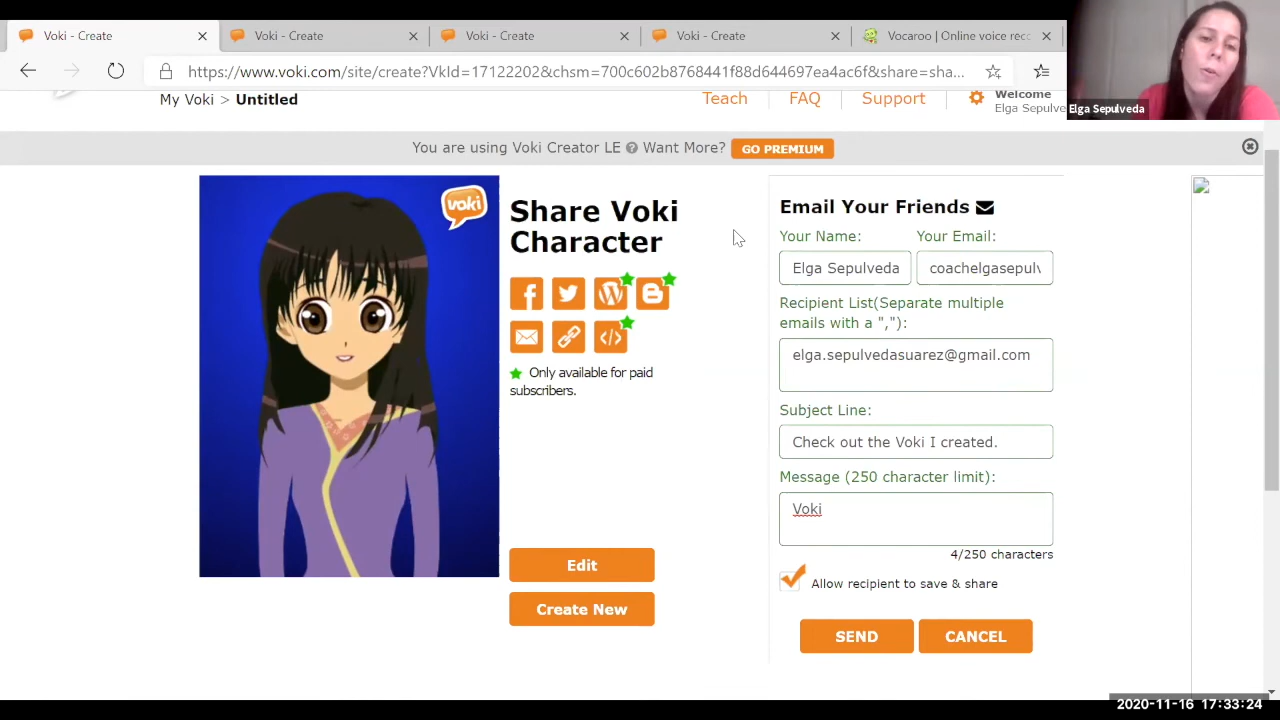 Voki - Create
Voki - Create
Voki - Create
Voki - Create
Vocaroo | Online voice rec
https://www.voki.com/site/create?VkId=17122202&chsm=700c602b8768441f88d644697ea4ac6f&share=sha...
Elga Sepulveda
My Voki > Untitled
Teach
FAQ
Support
Welcome
Elga Sepulve
You are using Voki Creator LE ? Want More? GO PREMIUM
voki
Share Voki
Character
Only available for paid
subscribers.
Edit
Create New
Email Your Friends
Your Name: Your Email:
Elga Sepulveda coachelgasepulv
Recipient List(Separate multiple
emails with a ","):
elga.sepulvedasuarez@gmail.com
Subject Line:
Check out the Voki I created.
Message (250 character limit):
Voki
4/250 characters
Allow recipient to save & share
SEND CANCEL
2020-11-16 17:33:24